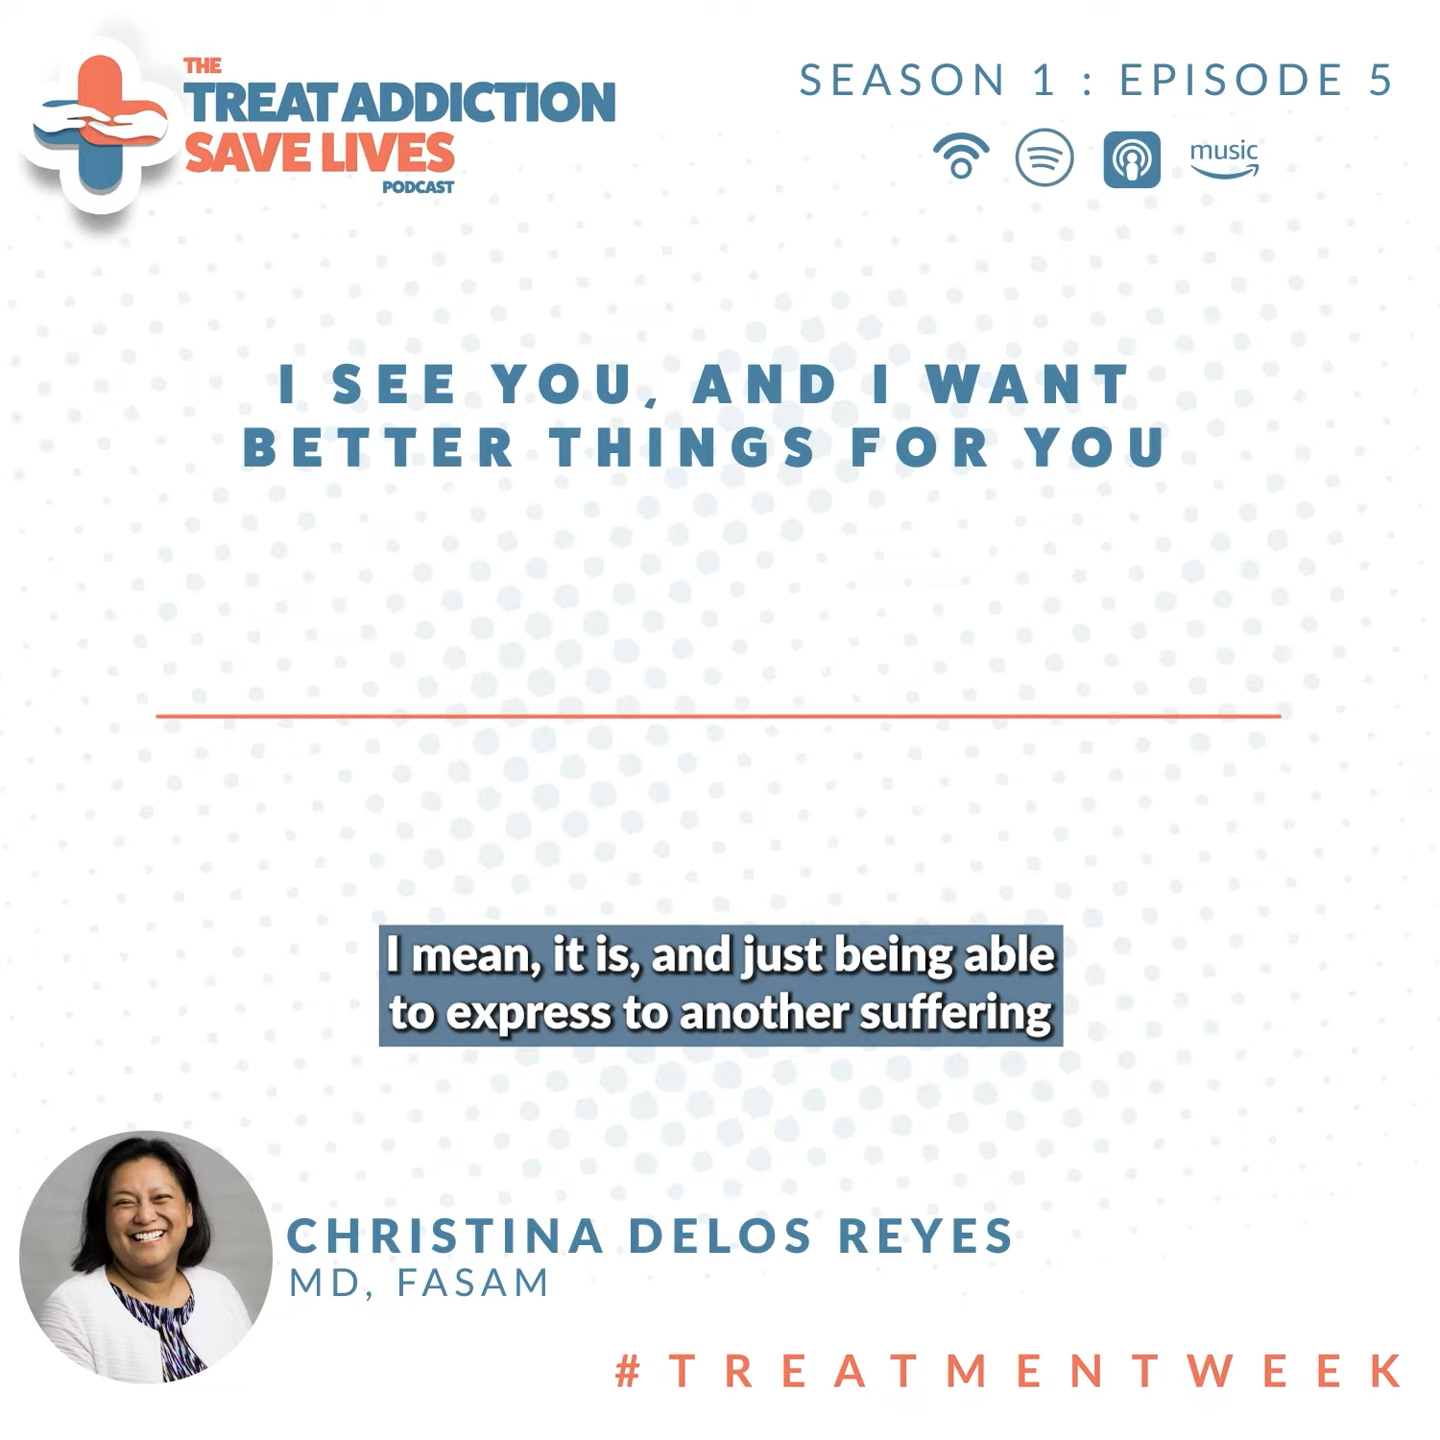 THE
TREAT ADDICTION
SAVE LIVES
PODCAST
SEASON 1 : EPISODE 5
music
I SEE YOU, AND I WANT
BETTER THINGS FOR YOU
I mean, it is, and just being able
to express to another suffering
CHRISTINA DELOS REYES
MD, FASAM
#TREATMENTWEEK